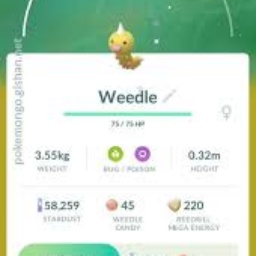 pokemongo.gishan.net
Weedle
75 / 75 HP
3.55kg
WEIGHT
BUG / POISON
0.32m
HEIGHT
58,259
STARDUST
45
WEEDLE
CANDY
220
BEEDRILL
MEGA ENERGY